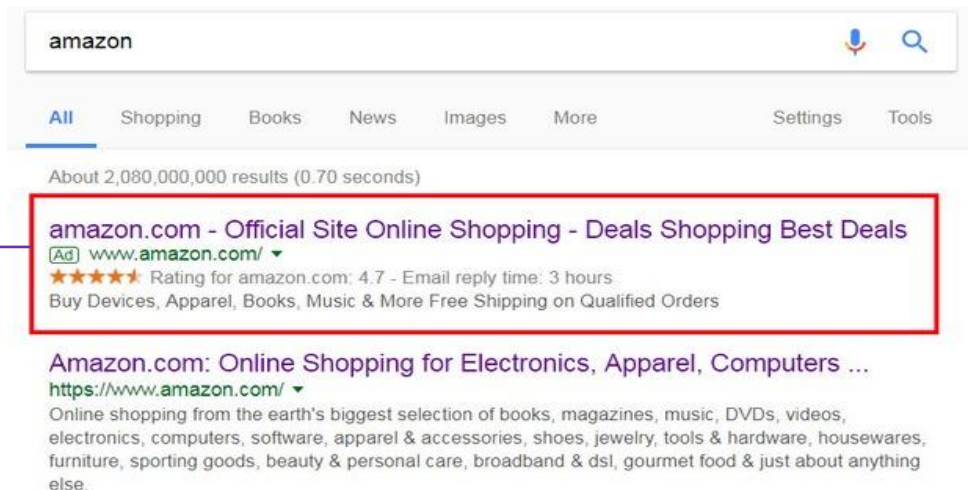 amazon
All Shopping Books News Images More Settings Tools
About 2,080,000,000 results (0.70 seconds)
amazon.com - Official Site Online Shopping - Deals Shopping Best Deals
Ad www.amazon.com/
Rating for amazon.com: 4.7 - Email reply time: 3 hours
Buy Devices, Apparel, Books, Music & More Free Shipping on Qualified Orders
Amazon.com: Online Shopping for Electronics, Apparel, Computers ...
https://www.amazon.com/
Online shopping from the earth's biggest selection of books, magazines, music, DVDs, videos,
electronics, computers, software, apparel & accessories, shoes, jewelry, tools & hardware, housewares,
furniture, sporting goods, beauty & personal care, broadband & dsl, gourmet food & just about anything
else.